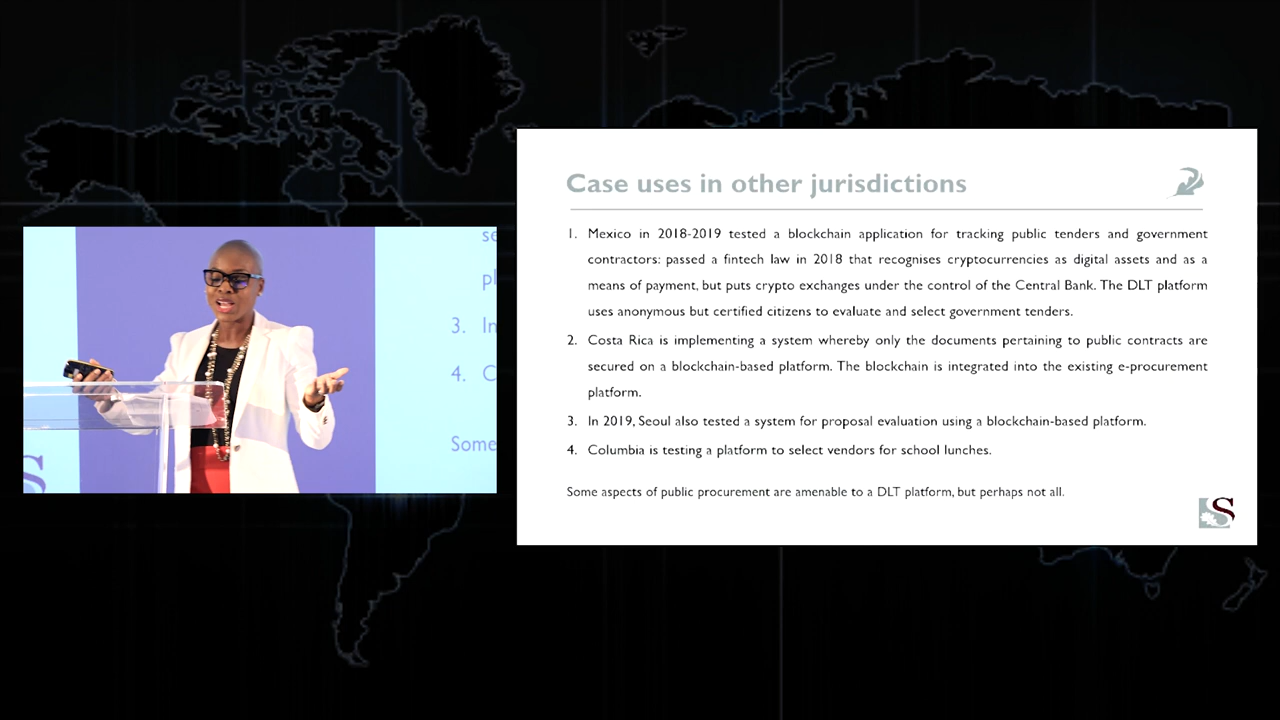 Case uses in other jurisdictions
1. Mexico in 2018-2019 tested a blockchain application for tracking public tenders and government
contractors: passed a fintech law in 2018 that recognises cryptocurrencies as digital assets and as a
means of payment, but puts crypto exchanges under the control of the Central Bank. The DLT platform
uses anonymous but certified citizens to evaluate and select government tenders.
2. Costa Rica is implementing a system whereby only the documents pertaining to public contracts are
secured on a blockchain-based platform. The blockchain is integrated into the existing e-procurement
platform.
3. In 2019, Seoul also tested a system for proposal evaluation using a blockchain-based platform.
4. Columbia is testing a platform to select vendors for school lunches.
Some aspects of public procurement are amenable to a DLT platform, but perhaps not all.
S
se
pl
3. In
4. C
Some
S